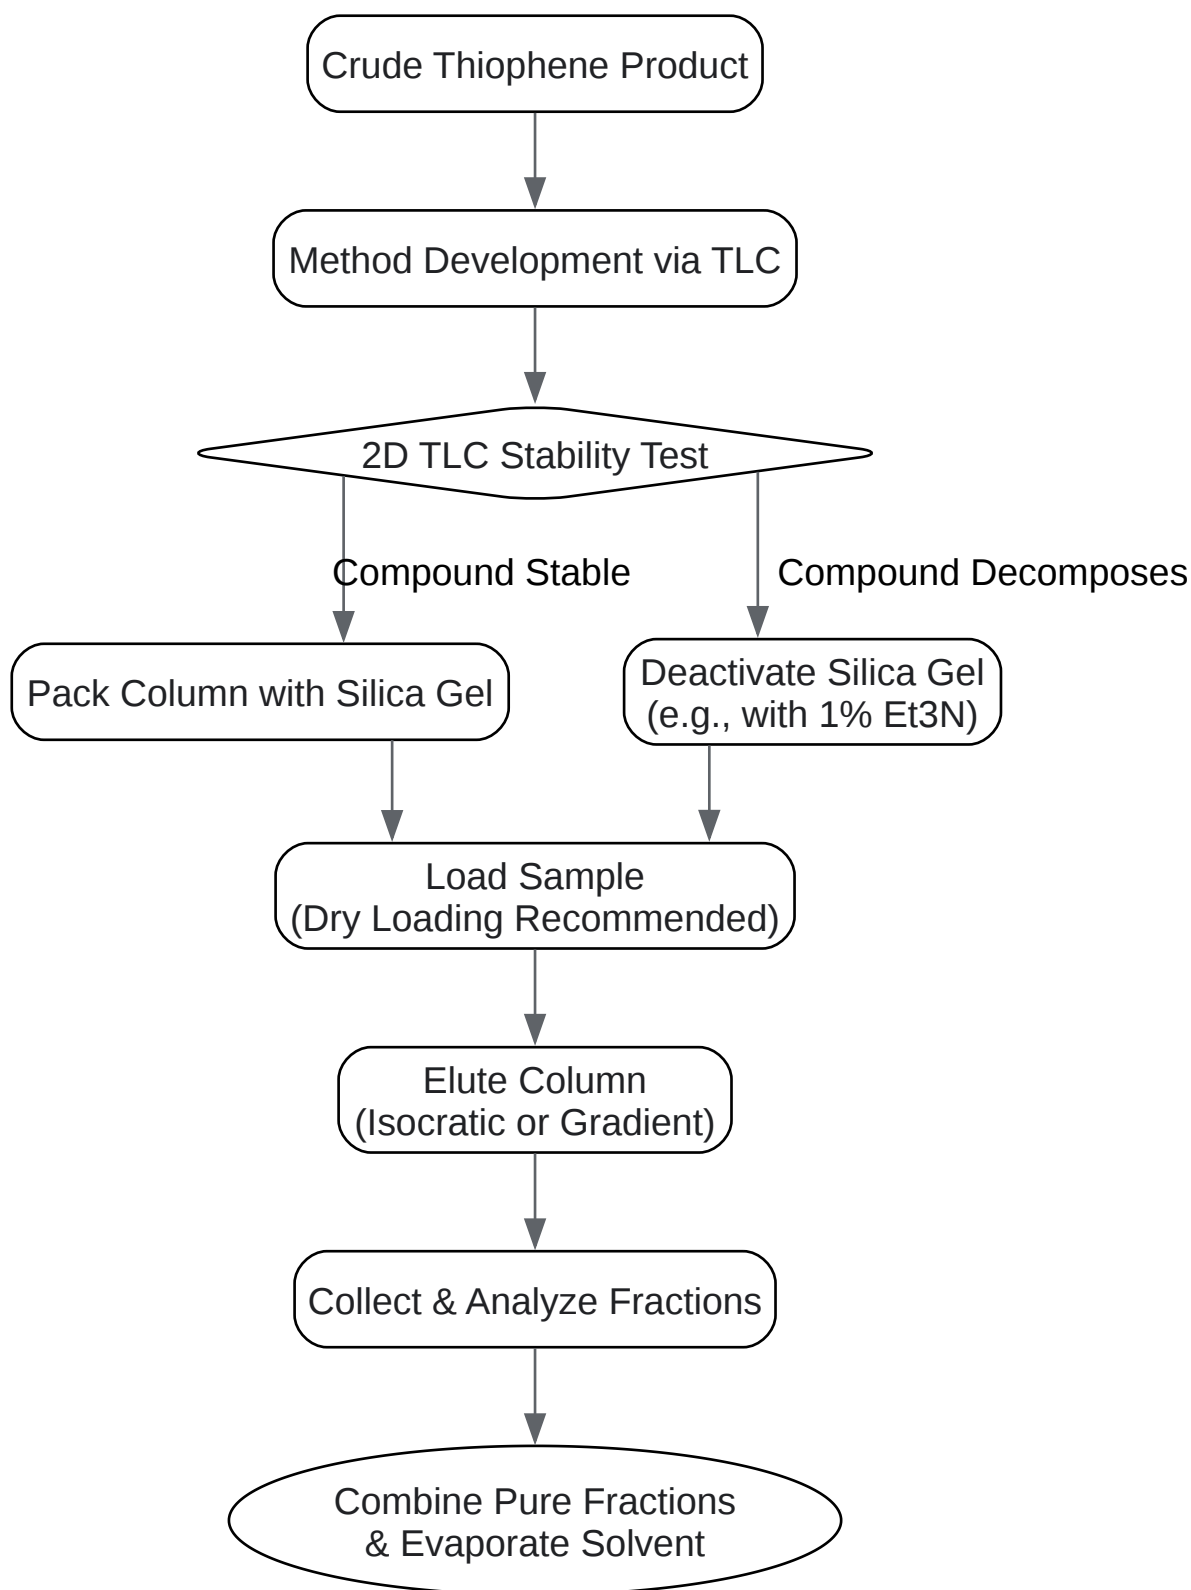 Crude Thiophene Product
Method Development via TLC
2D TLC Stability Test
Compound Stable
Compound Decomposes
Pack Column with Silica Gel
Deactivate Silica Gel
(e.g., with 1% Et3N)
Load Sample
(Dry Loading Recommended)
Elute Column
(Isocratic or Gradient)
Collect & Analyze Fractions
Combine Pure Fractions
& Evaporate Solvent